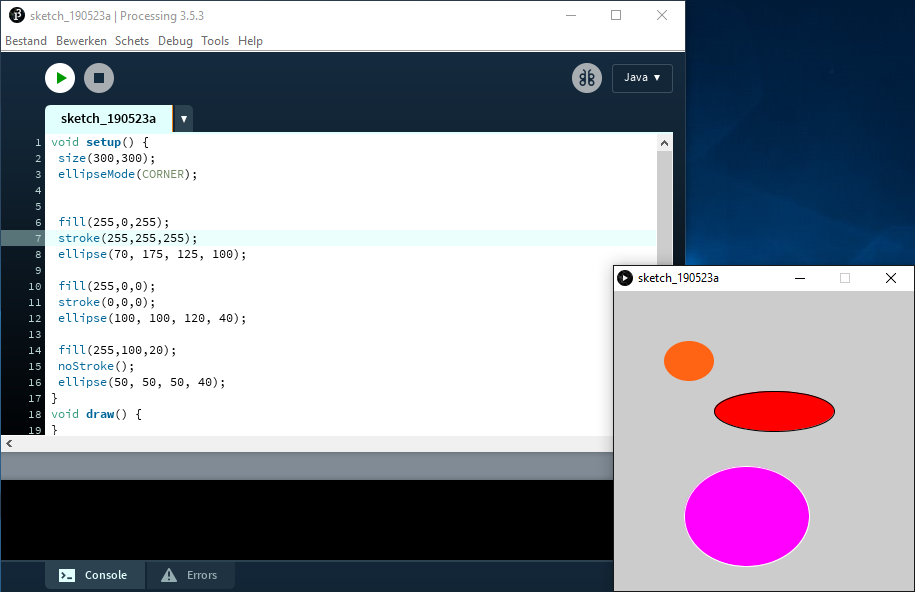 sketch_190523a | Processing 3.5.3
Bestand Bewerken Schets Debug Tools Help
Java ▼
sketch_190523a ▼
1 void setup() {
2 size(300,300);
3 ellipseMode(CORNER);
4
5
6 fill(255,0,255);
7 stroke(255,255,255);
8 ellipse(70, 175, 125, 100);
9
10 fill(255,0,0);
11 stroke(0,0,0);
12 ellipse(100, 100, 120, 40);
13
14 fill(255,100,20);
15 noStroke();
16 ellipse(50, 50, 50, 40);
17 }
18 void draw() {
19 }
sketch_190523a
Console Errors